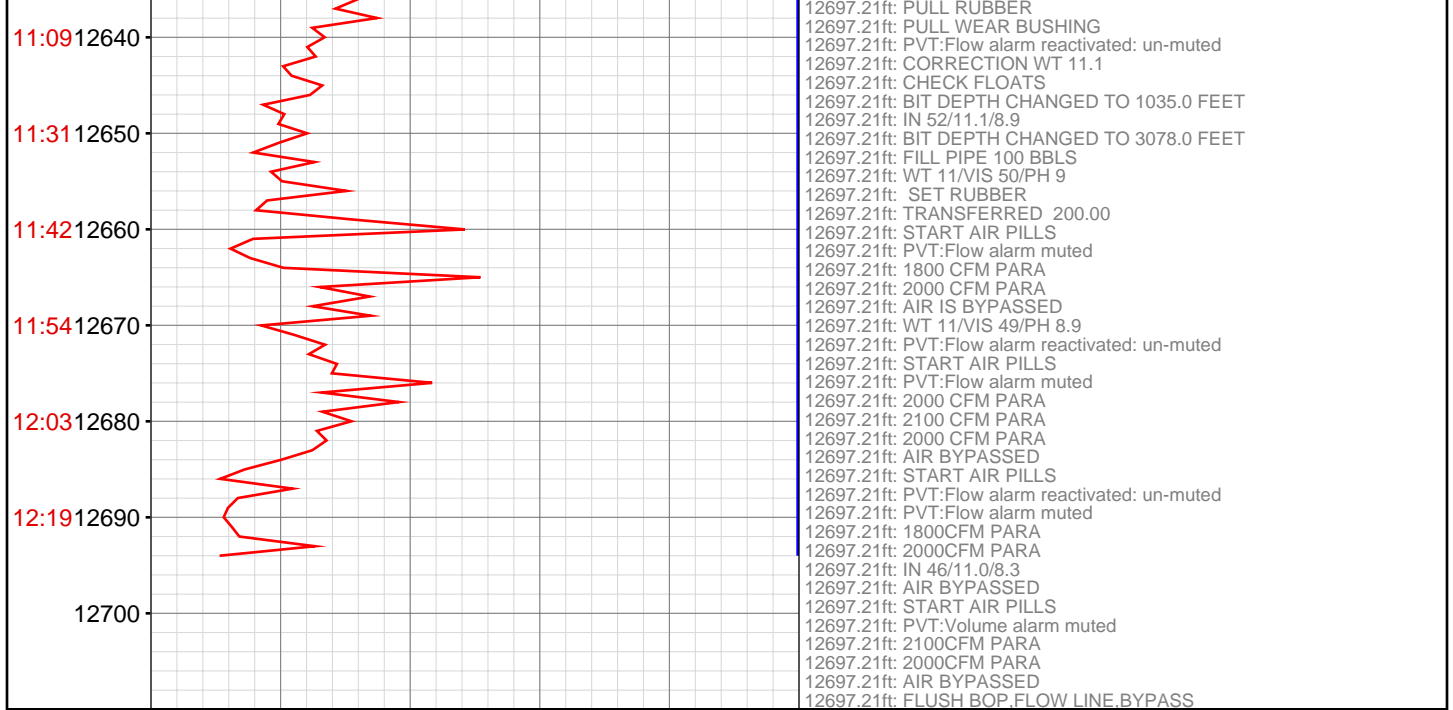 11:09 12640
11:31 12650
11:42 12660
11:54 12670
12:03 12680
12:19 12690
12700
12697.21ft: PULL RUBBER
12697.21ft: PULL WEAR BUSHING
12697.21ft: PVT:Flow alarm reactivated: un-muted
12697.21ft: CORRECTION WT 11.1
12697.21ft: CHECK FLOATS
12697.21ft: BIT DEPTH CHANGED TO 1035.0 FEET
12697.21ft: IN 52/11.1/8.9
12697.21ft: BIT DEPTH CHANGED TO 3078.0 FEET
12697.21ft: FILL PIPE 100 BBLS
12697.21ft: WT 11/VIS 50/PH 9
12697.21ft:  SET RUBBER
12697.21ft: TRANSFERRED  200.00
12697.21ft: START AIR PILLS
12697.21ft: PVT:Flow alarm muted
12697.21ft: 1800 CFM PARA
12697.21ft: 2000 CFM PARA
12697.21ft: AIR IS BYPASSED
12697.21ft: WT 11/VIS 49/PH 8.9
12697.21ft: PVT:Flow alarm reactivated: un-muted
12697.21ft: START AIR PILLS
12697.21ft: PVT:Flow alarm muted
12697.21ft: 2000 CFM PARA
12697.21ft: 2100 CFM PARA
12697.21ft: 2000 CFM PARA
12697.21ft: AIR BYPASSED
12697.21ft: START AIR PILLS
12697.21ft: PVT:Flow alarm reactivated: un-muted
12697.21ft: PVT:Flow alarm muted
12697.21ft: 1800CFM PARA
12697.21ft: 2000CFM PARA
12697.21ft: IN 46/11.0/8.3
12697.21ft: AIR BYPASSED
12697.21ft: START AIR PILLS
12697.21ft: PVT:Volume alarm muted
12697.21ft: 2100CFM PARA
12697.21ft: 2000CFM PARA
12697.21ft: AIR BYPASSED
12697.21ft: FLUSH BOP,FLOW LINE,BYPASS